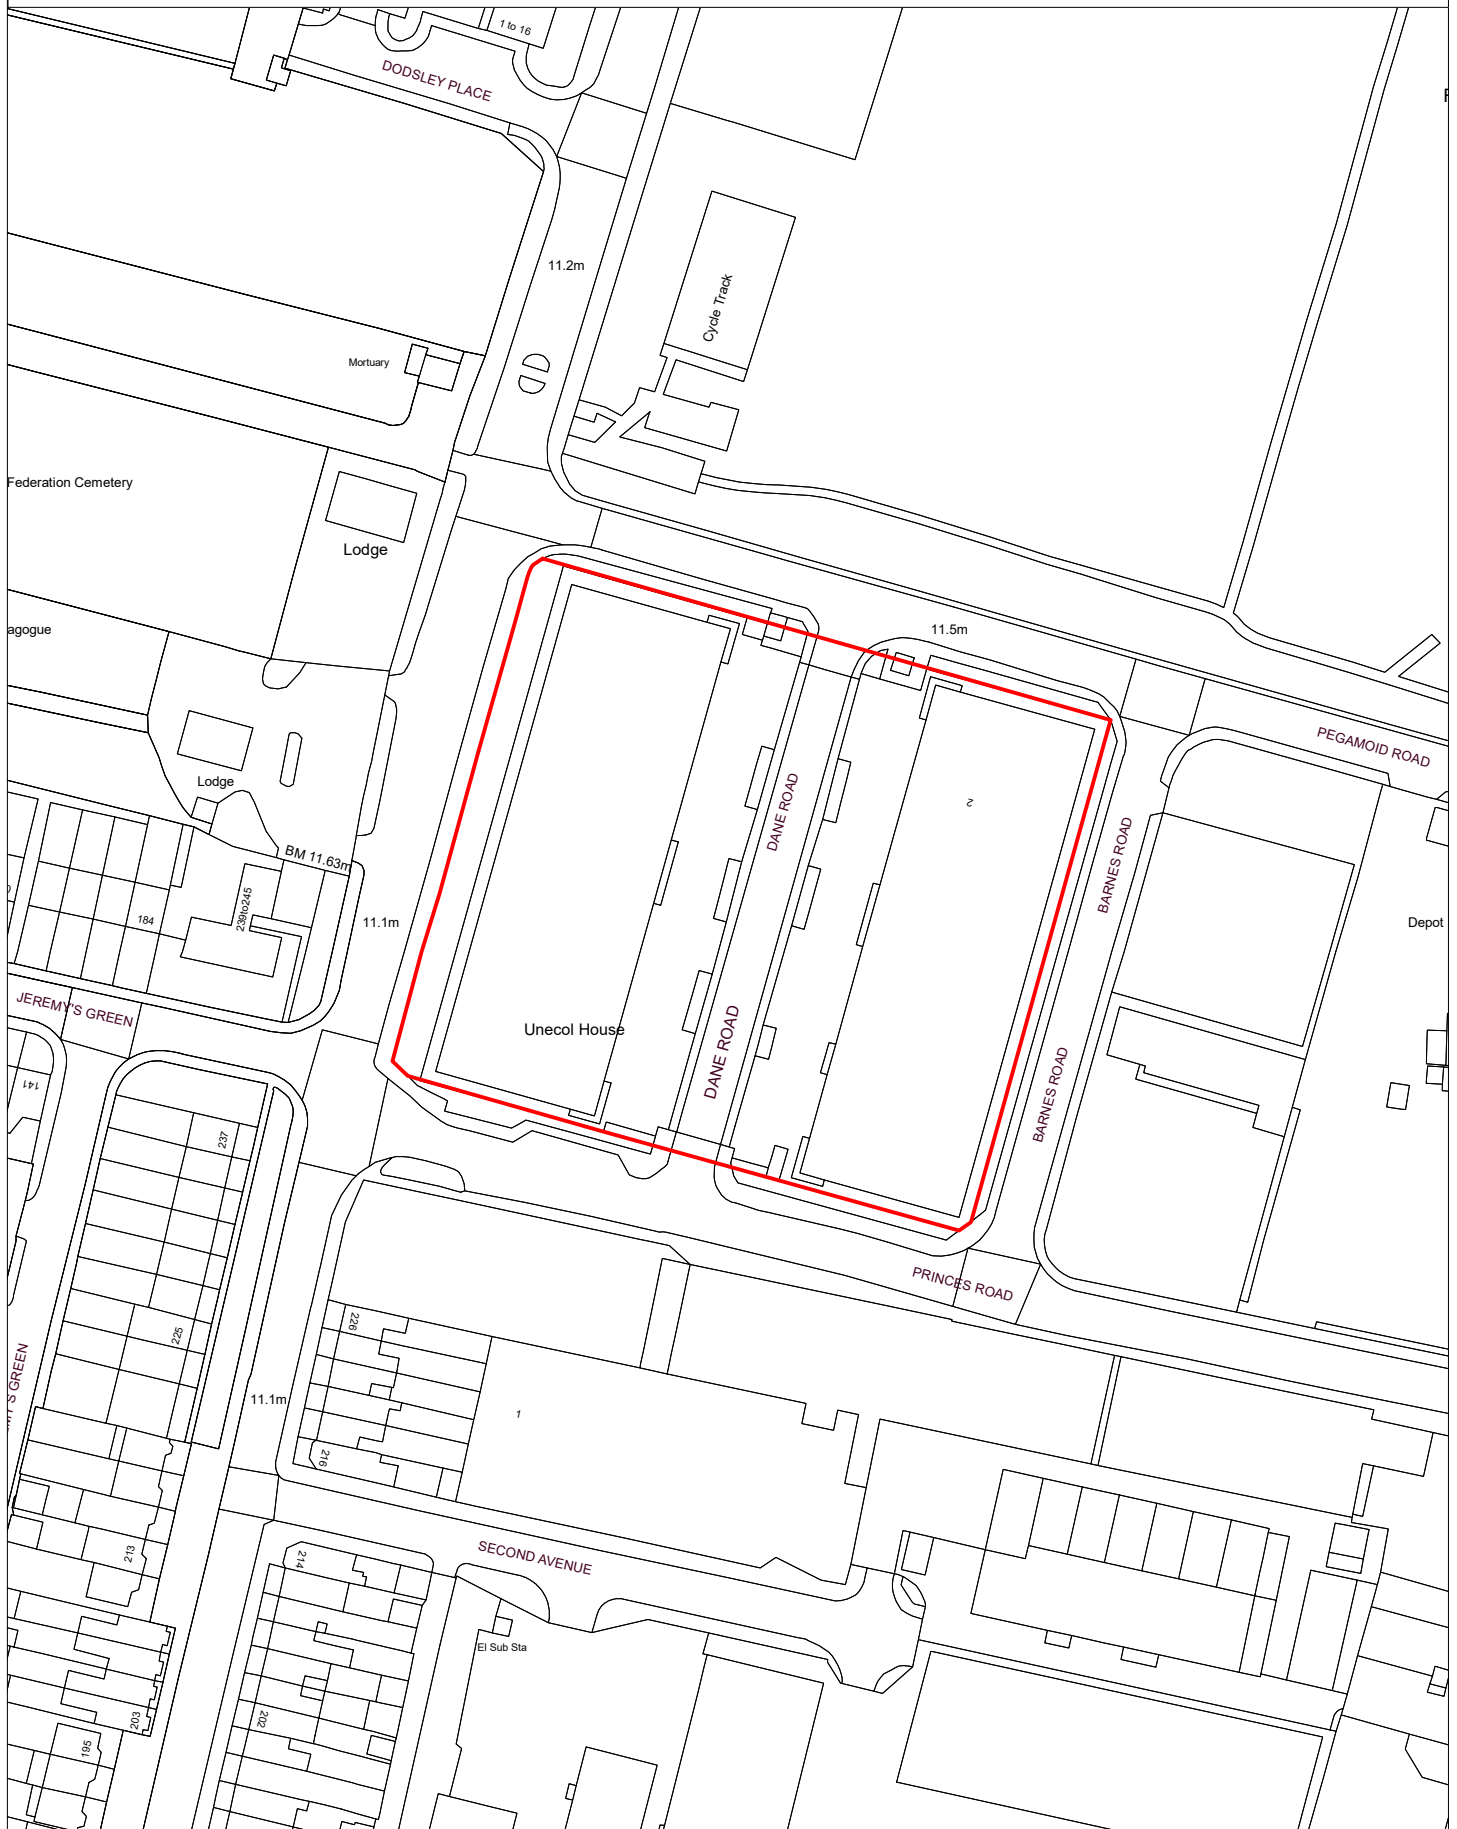 1 to 16
DODSLEY PLACE
11.2m
Cycle Track
Mortuary
Federation Cemetery
Lodge
agogue
11.5m
PEGAMOID ROAD
Lodge
DANE ROAD
2
BARNES ROAD
BM 11.63m
184
239to245
11.1m
Depot
JEREMY'S GREEN
Unecol House
DANE ROAD
BARNES ROAD
141
237
PRINCES ROAD
226
225
11.1m
1
216
213
214
SECOND AVENUE
El Sub Sta
203
202
195